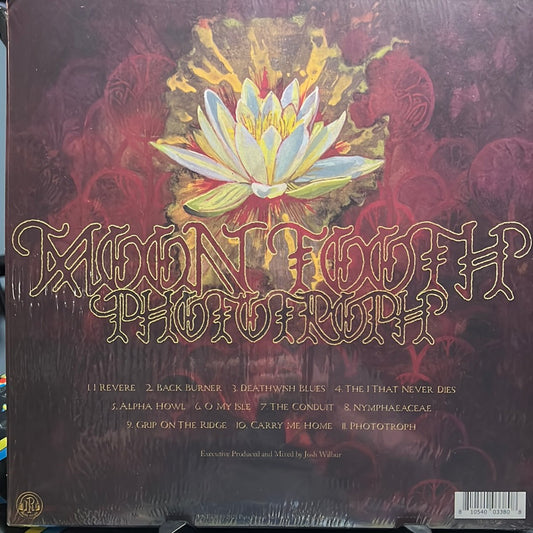 MOON TOOTH
PHOTOTROPH
1. I REVERE 2. BACK BURNER 3. DEATHWISH BLUES 4. THE I THAT NEVER DIES
5. ALPHA HOWL 6. O MY ISLE 7. THE CONDUIT 8. NYMPHAEACEAE
9. GRIP ON THE RIDGE 10. CARRY ME HOME 11. PHOTOTROPH
Executive Produced and Mixed by Josh Wilbur
8 10540 03380 8